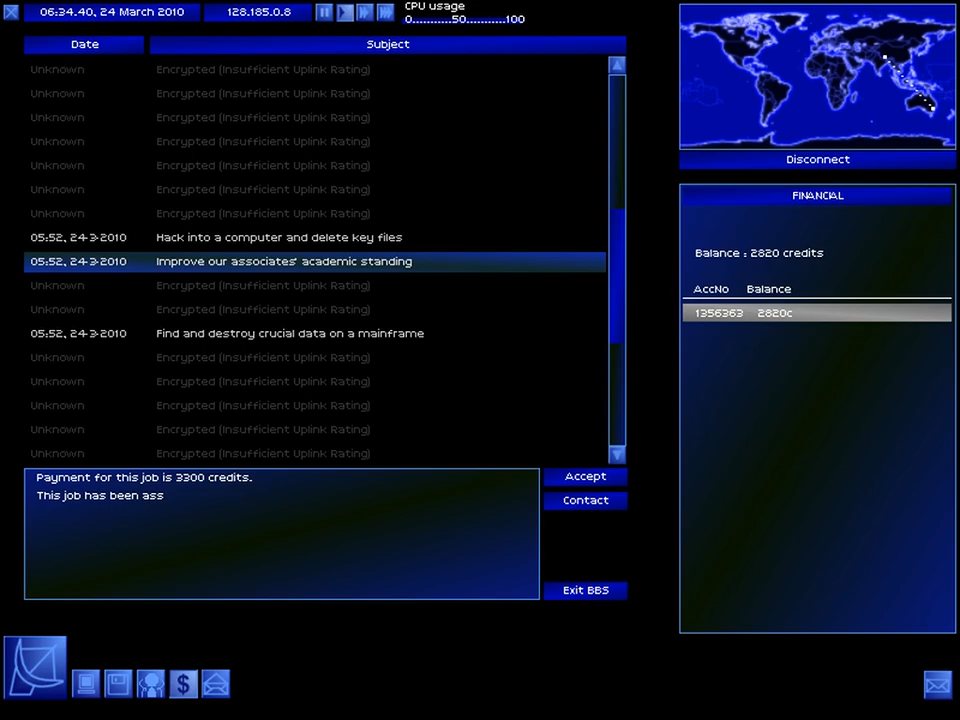 06:34.40, 24 March 2010
128.185.0.8
CPU usage
0............50...........100
Date
Subject
Unknown Encrypted (Insufficient Uplink Rating)
Unknown Encrypted (Insufficient Uplink Rating)
Unknown Encrypted (Insufficient Uplink Rating)
Unknown Encrypted (Insufficient Uplink Rating)
Unknown Encrypted (Insufficient Uplink Rating)
Unknown Encrypted (Insufficient Uplink Rating)
Unknown Encrypted (Insufficient Uplink Rating)
05:52, 24-3-2010 Hack into a computer and delete key files
05:52, 24-3-2010 Improve our associates' academic standing
Unknown Encrypted (Insufficient Uplink Rating)
Unknown Encrypted (Insufficient Uplink Rating)
05:52, 24-3-2010 Find and destroy crucial data on a mainframe
Unknown Encrypted (Insufficient Uplink Rating)
Unknown Encrypted (Insufficient Uplink Rating)
Unknown Encrypted (Insufficient Uplink Rating)
Unknown Encrypted (Insufficient Uplink Rating)
Unknown Encrypted (Insufficient Uplink Rating)
Payment for this job is 3300 credits.
This job has been ass
Accept
Contact
Exit BBS
Disconnect
FINANCIAL
Balance : 2820 credits
AccNo Balance
1356363 2820c
$